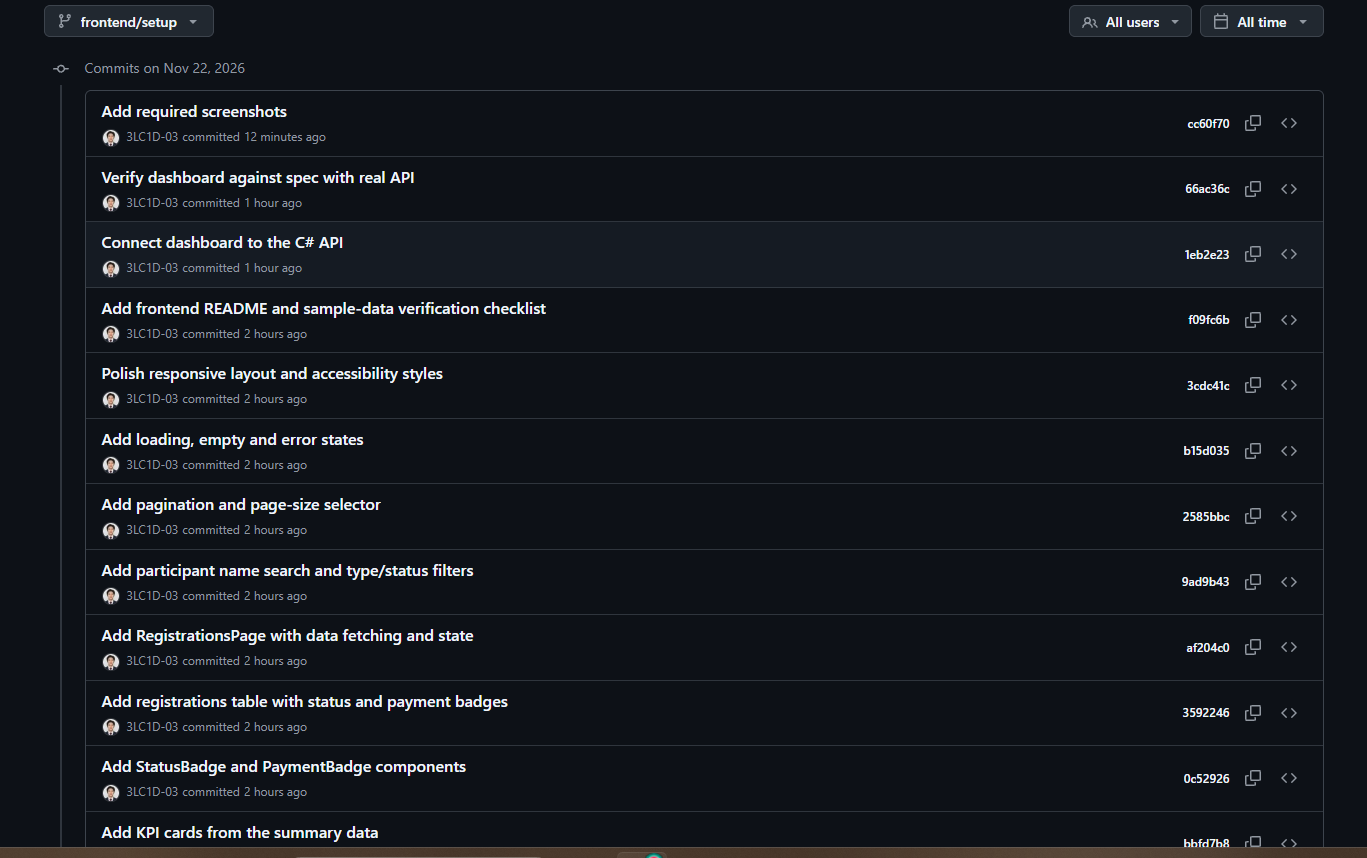 frontend/setup
All users
All time
Commits on Nov 22, 2026
Add required screenshots
cc60f70
3LC1D-03 committed 12 minutes ago
Verify dashboard against spec with real API
66ac36c
3LC1D-03 committed 1 hour ago
Connect dashboard to the C# API
1eb2e23
3LC1D-03 committed 1 hour ago
Add frontend README and sample-data verification checklist
f09fc6b
3LC1D-03 committed 2 hours ago
Polish responsive layout and accessibility styles
3cdc41c
3LC1D-03 committed 2 hours ago
Add loading, empty and error states
b15d035
3LC1D-03 committed 2 hours ago
Add pagination and page-size selector
2585bbc
3LC1D-03 committed 2 hours ago
Add participant name search and type/status filters
9ad9b43
3LC1D-03 committed 2 hours ago
Add RegistrationsPage with data fetching and state
af204c0
3LC1D-03 committed 2 hours ago
Add registrations table with status and payment badges
3592246
3LC1D-03 committed 2 hours ago
Add StatusBadge and PaymentBadge components
0c52926
3LC1D-03 committed 2 hours ago
Add KPI cards from the summary data
bbfd7b8